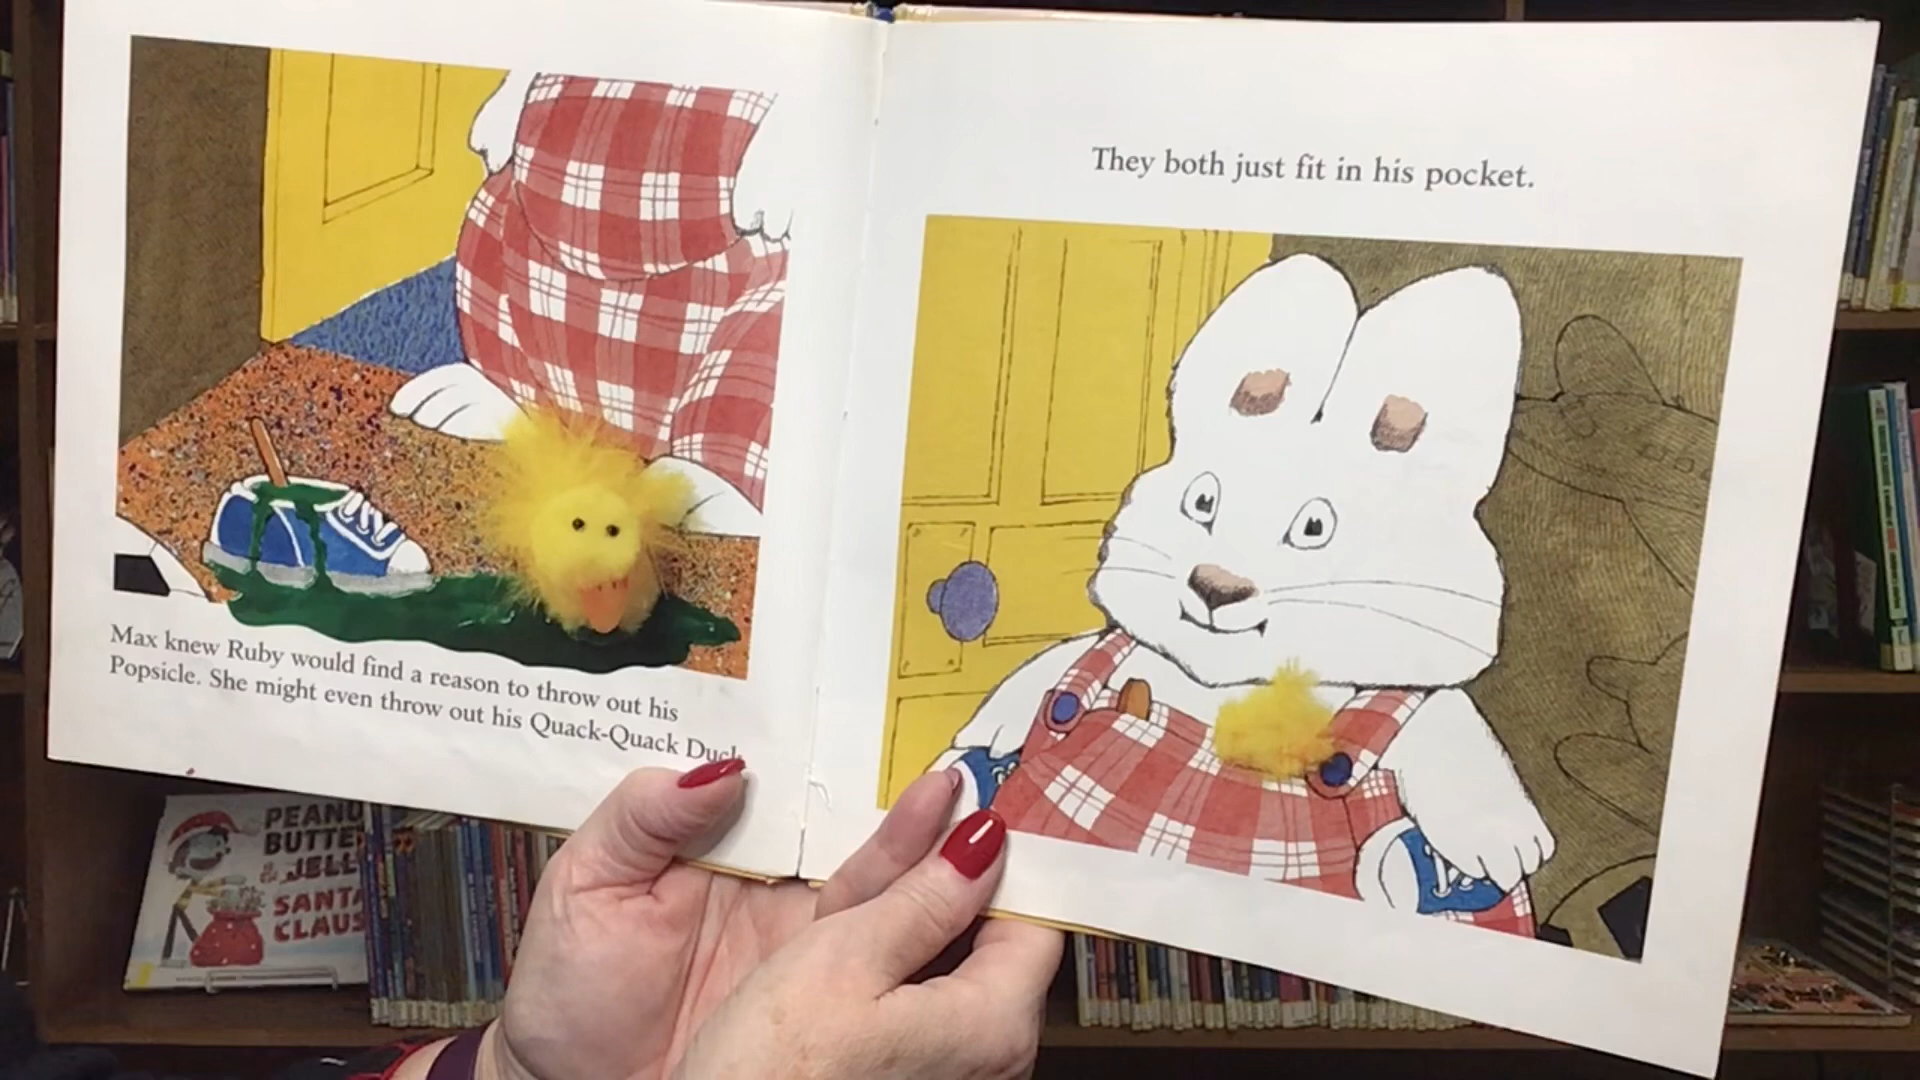 Max knew Ruby would find a reason to throw out his
Popsicle. She might even throw out his Quack-Quack Duck
They both just fit in his pocket.
PEANU
BUTTE
& JELL
SANTA
CLAUS